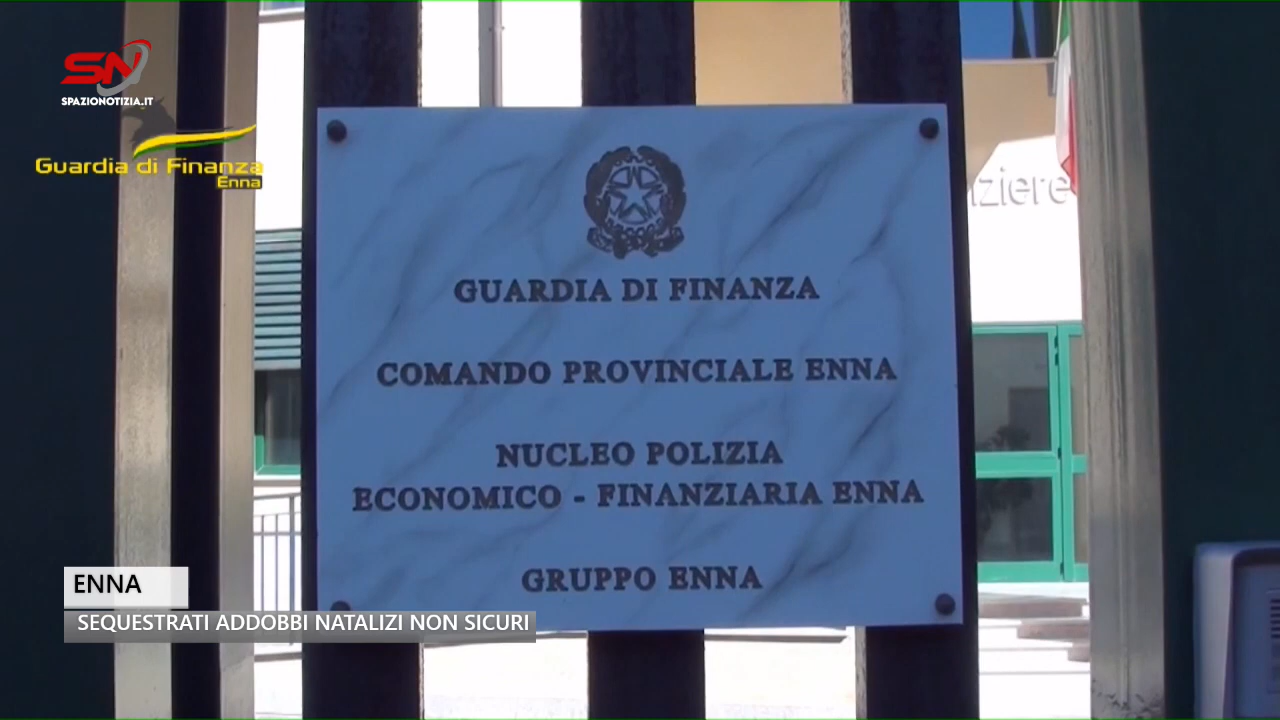 SN
SPAZIONOTIZIA.IT
Guardia di Finanza
Enna
ziere
GUARDIA DI FINANZA
COMANDO PROVINCIALE ENNA
NUCLEO POLIZIA
ECONOMICO - FINANZIARIA ENNA
GRUPPO ENNA
ENNA
SEQUESTRATI ADDOBBI NATALIZI NON SICURI